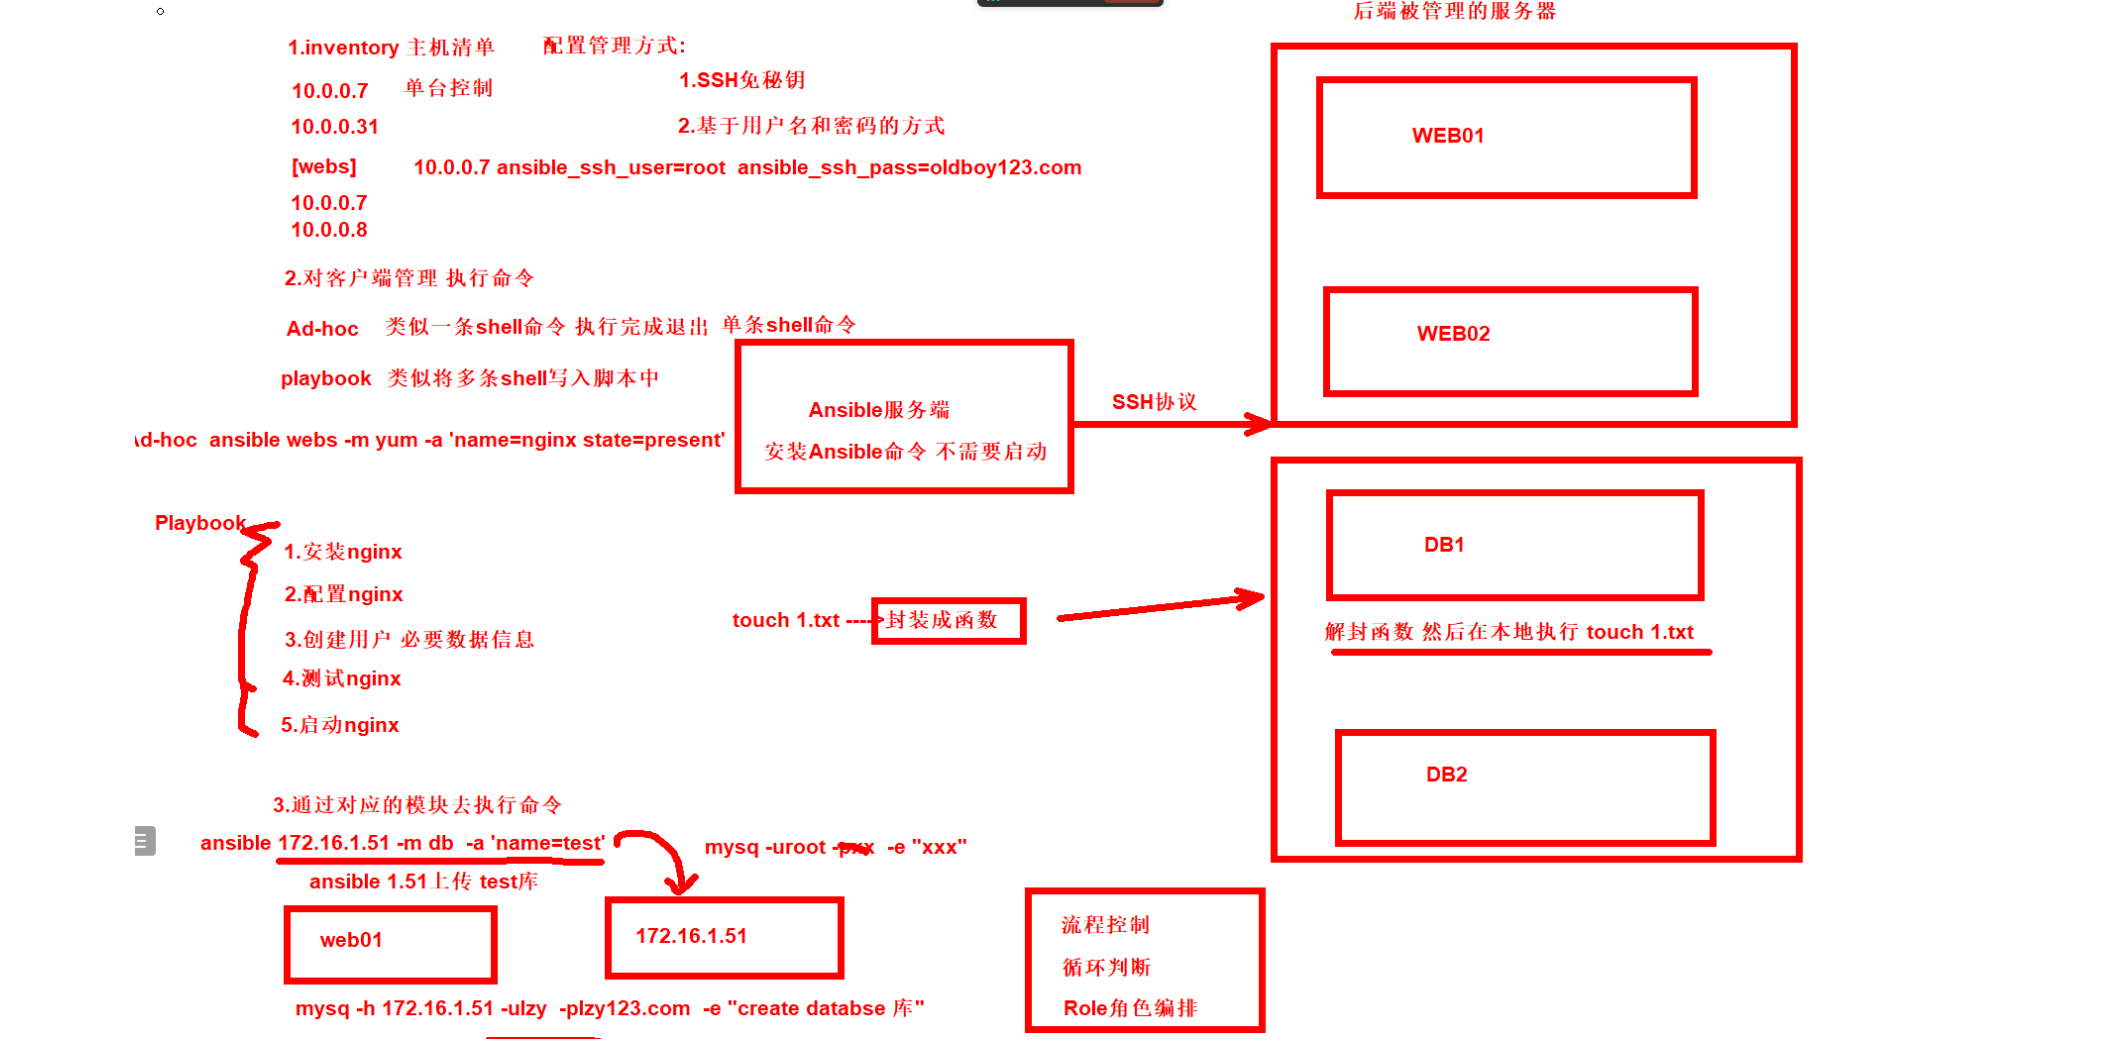 后端被管理的服务器
1.inventory 主机清单
配置管理方式:
10.0.0.7 单台控制
1.SSH免秘钥
10.0.0.31
2.基于用户名和密码的方式
[webs]
10.0.0.7 ansible_ssh_user=root ansible_ssh_pass=oldboy123.com
10.0.0.7
10.0.0.8
WEB01
2.对客户端管理 执行命令
Ad-hoc 类似一条shell命令 执行完成退出 单条shell命令
WEB02
playbook 类似将多条shell写入脚本中
SSH协议
Ansible服务端
安装Ansible命令 不需要启动
d-hoc ansible webs -m yum -a 'name=nginx state=present'
Playbook
1.安装nginx
2.配置nginx
3.创建用户 必要数据信息
4.测试nginx
5.启动nginx
DB1
touch 1.txt ---->封装成函数
解封函数 然后在本地执行 touch 1.txt
DB2
3.通过对应的模块去执行命令
ansible 172.16.1.51 -m db -a 'name=test'
mysq -uroot -pxx -e "xxx"
ansible 1.51上传 test库
web01
172.16.1.51
mysq -h 172.16.1.51 -ulzy -plzy123.com -e "create databse 库"
流程控制
循环判断
Role角色编排